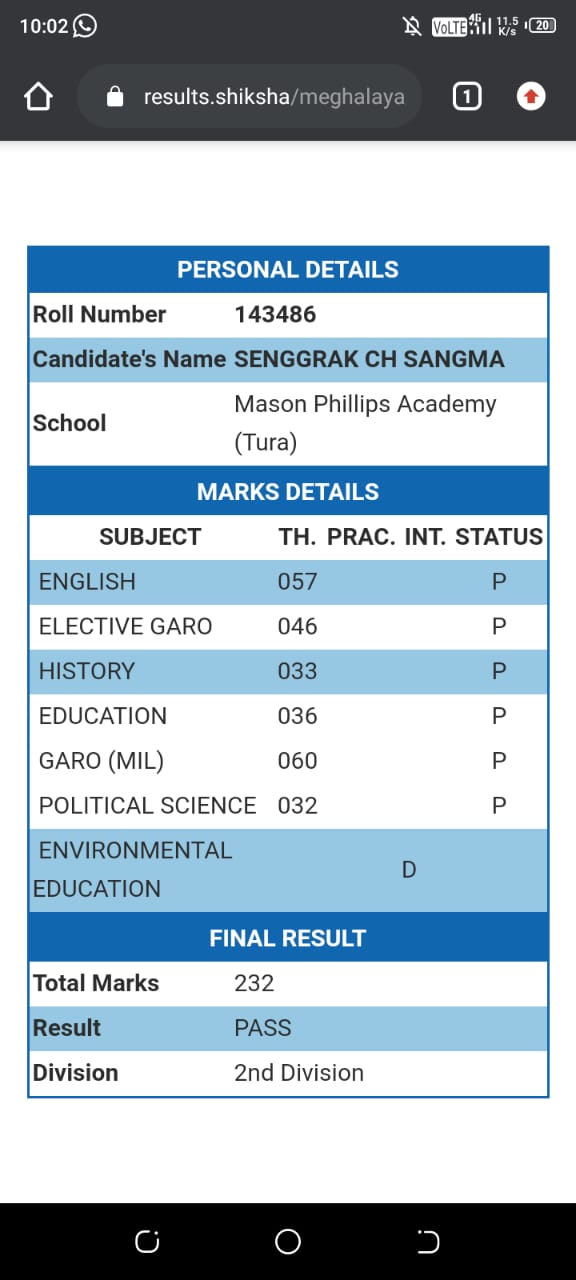 10:02 VoLTE 4G 11.5 K/s 20
results.shiksha/meghalaya 1
PERSONAL DETAILS
Roll Number 143486
Candidate's Name SENGGRAK CH SANGMA
School Mason Phillips Academy
(Tura)
MARKS DETAILS
SUBJECT TH. PRAC. INT. STATUS
ENGLISH 057 P
ELECTIVE GARO 046 P
HISTORY 033 P
EDUCATION 036 P
GARO (MIL) 060 P
POLITICAL SCIENCE 032 P
ENVIRONMENTAL
EDUCATION D
FINAL RESULT
Total Marks 232
Result PASS
Division 2nd Division